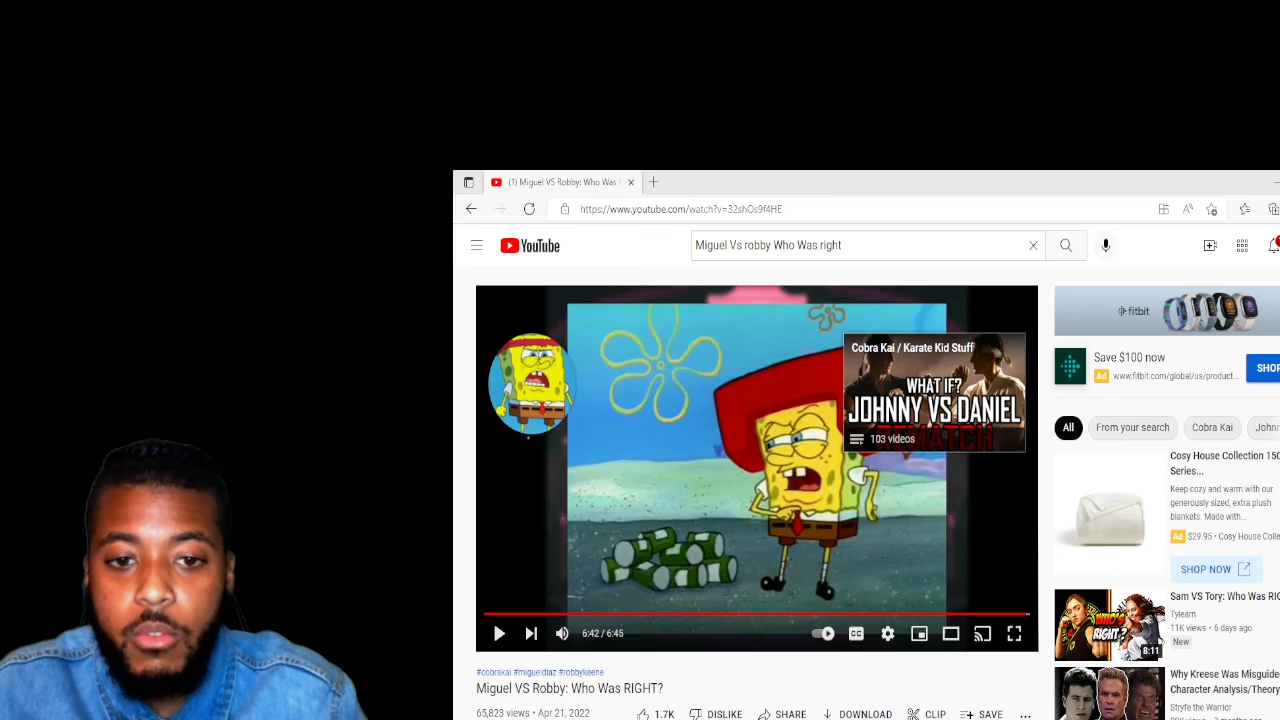 (1) Miguel VS Robby: Who Was
https://www.youtube.com/watch?v=32shOs9f4HE
YouTube
Miguel Vs robby Who Was right
Cobra Kai / Karate Kid Stuff
WHAT IF?
JOHNNY VS DANIEL
REMATCH
103 videos
6:42 / 6:45
#cobrakai #migueldiaz #robbykeene
Miguel VS Robby: Who Was RIGHT?
65,823 views • Apr 21, 2022
1.7K
DISLIKE
SHARE
DOWNLOAD
CLIP
SAVE
fitbit
Save $100 now
Ad www.fitbit.com/global/us/product...
SHOP
All
From your search
Cobra Kai
John
Cosy House Collection 150
Series...
Keep cozy and warm with our
generously sized, extra plush
blankets. Made with...
Ad $29.95 • Cosy House Colle
SHOP NOW
WHO'S
RIGHT?
8:11
Sam VS Tory: Who Was RIG
Tylearn
11K views • 6 days ago
New
Why Kreese Was Misguide
Character Analysis/Theory
Stryfe the Warrior